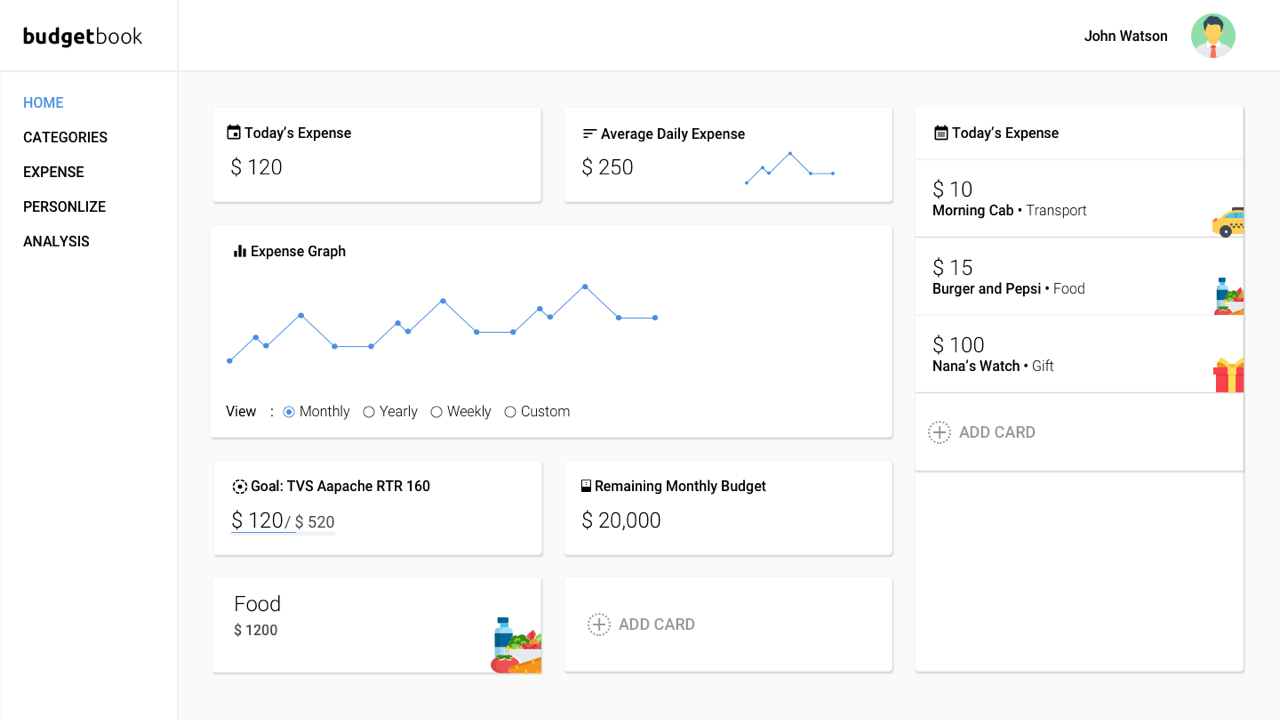 budgetbook
John Watson
HOME
CATEGORIES
EXPENSE
PERSONLIZE
ANALYSIS
Today’s Expense
$ 120
Average Daily Expense
$ 250
Expense Graph
View : Monthly Yearly Weekly Custom
Goal: TVS Aapache RTR 160
$ 120/ $ 520
Remaining Monthly Budget
$ 20,000
Food
$ 1200
ADD CARD
Today’s Expense
$ 10
Morning Cab • Transport
$ 15
Burger and Pepsi • Food
$ 100
Nana’s Watch • Gift
ADD CARD